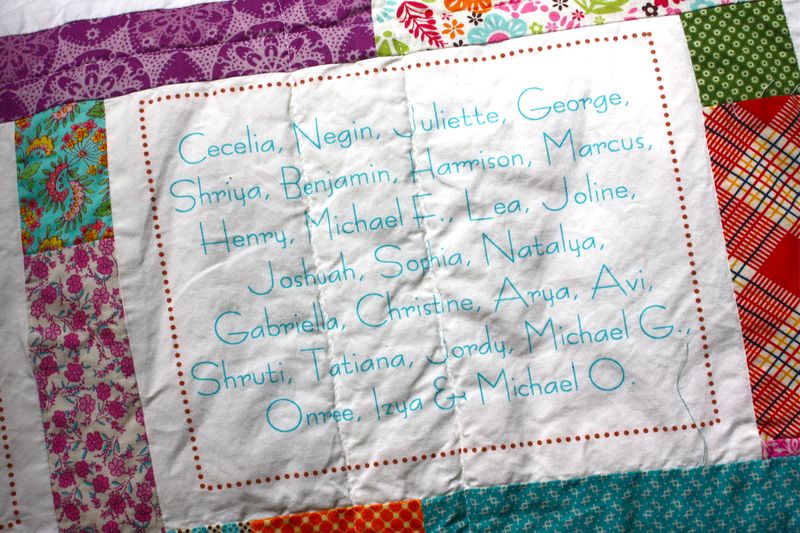 Cecelia, Negin, Juliette, George,
Shriya, Benjamin, Harrison, Marcus,
Henry, Michael F., Lea, Joline,
Joshuah, Sophia, Natalya,
Gabriella, Christine, Arya, Avi,
Shruti, Tatiana, Jordy, Michael G.,
Onree, Izya & Michael O.